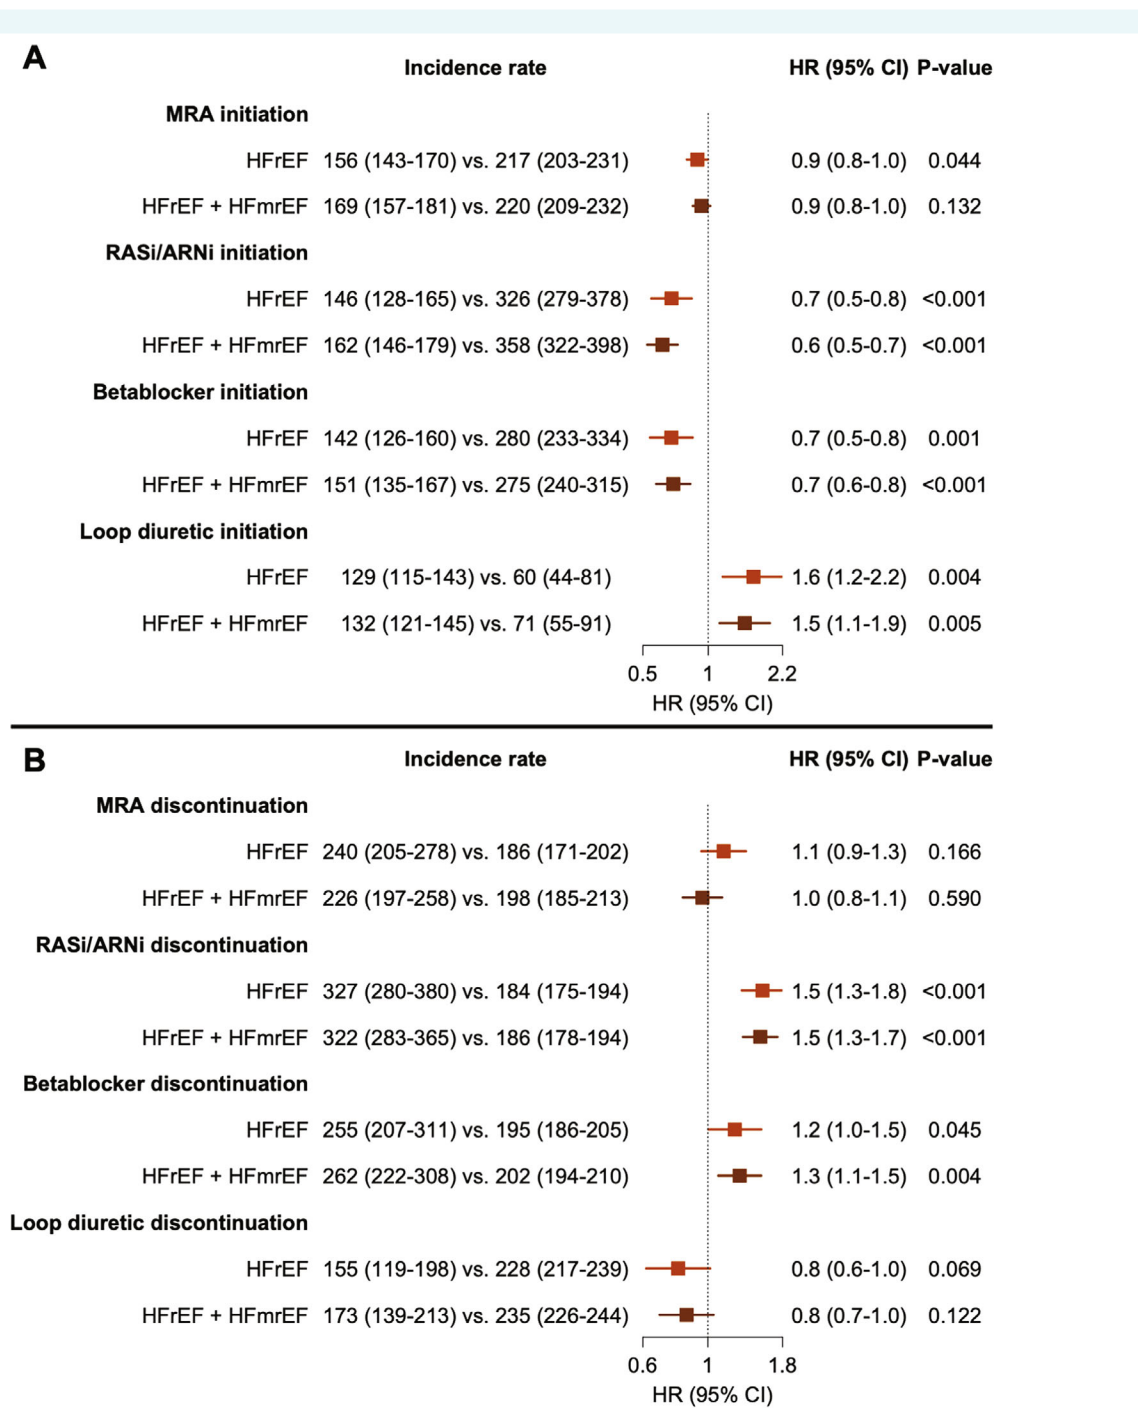 A
Incidence rate HR (95% CI) P-value
MRA initiation
HFrEF 156 (143-170) vs. 217 (203-231) 0.9 (0.8-1.0) 0.044
HFrEF + HFmrEF 169 (157-181) vs. 220 (209-232) 0.9 (0.8-1.0) 0.132
RASi/ARNi initiation
HFrEF 146 (128-165) vs. 326 (279-378) 0.7 (0.5-0.8) <0.001
HFrEF + HFmrEF 162 (146-179) vs. 358 (322-398) 0.6 (0.5-0.7) <0.001
Betablocker initiation
HFrEF 142 (126-160) vs. 280 (233-334) 0.7 (0.5-0.8) 0.001
HFrEF + HFmrEF 151 (135-167) vs. 275 (240-315) 0.7 (0.6-0.8) <0.001
Loop diuretic initiation
HFrEF 129 (115-143) vs. 60 (44-81) 1.6 (1.2-2.2) 0.004
HFrEF + HFmrEF 132 (121-145) vs. 71 (55-91) 1.5 (1.1-1.9) 0.005
0.5 1 2.2
HR (95% CI)
B
Incidence rate HR (95% CI) P-value
MRA discontinuation
HFrEF 240 (205-278) vs. 186 (171-202) 1.1 (0.9-1.3) 0.166
HFrEF + HFmrEF 226 (197-258) vs. 198 (185-213) 1.0 (0.8-1.1) 0.590
RASi/ARNi discontinuation
HFrEF 327 (280-380) vs. 184 (175-194) 1.5 (1.3-1.8) <0.001
HFrEF + HFmrEF 322 (283-365) vs. 186 (178-194) 1.5 (1.3-1.7) <0.001
Betablocker discontinuation
HFrEF 255 (207-311) vs. 195 (186-205) 1.2 (1.0-1.5) 0.045
HFrEF + HFmrEF 262 (222-308) vs. 202 (194-210) 1.3 (1.1-1.5) 0.004
Loop diuretic discontinuation
HFrEF 155 (119-198) vs. 228 (217-239) 0.8 (0.6-1.0) 0.069
HFrEF + HFmrEF 173 (139-213) vs. 235 (226-244) 0.8 (0.7-1.0) 0.122
0.6 1 1.8
HR (95% CI)